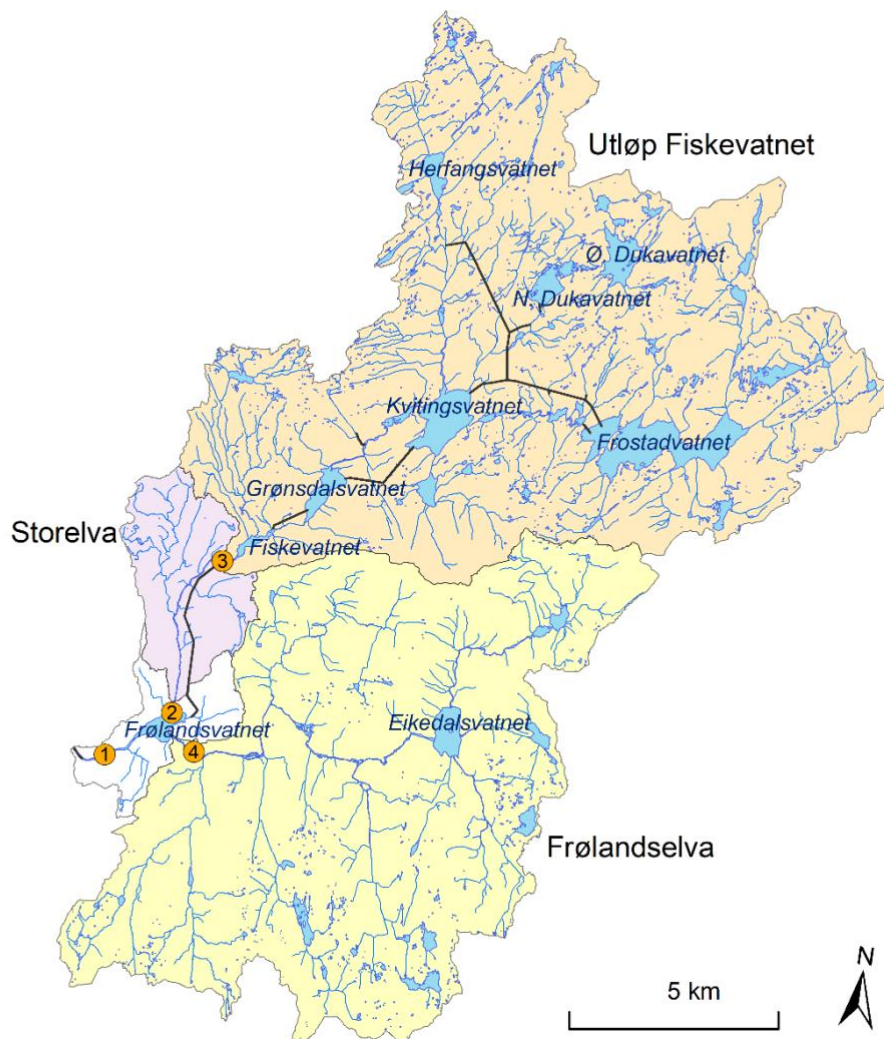 Utløp Fiskevatnet
Herfangsvatnet
Ø. Dukavatnet
N. Dukavatnet
Kvitingsvatnet
Frostadvatnet
Grønsdalsvatnet
Storelva
Fiskevatnet
3
2
Frølandsvatnet
Eikedalsvatnet
1
4
Frølandselva
N
5 km